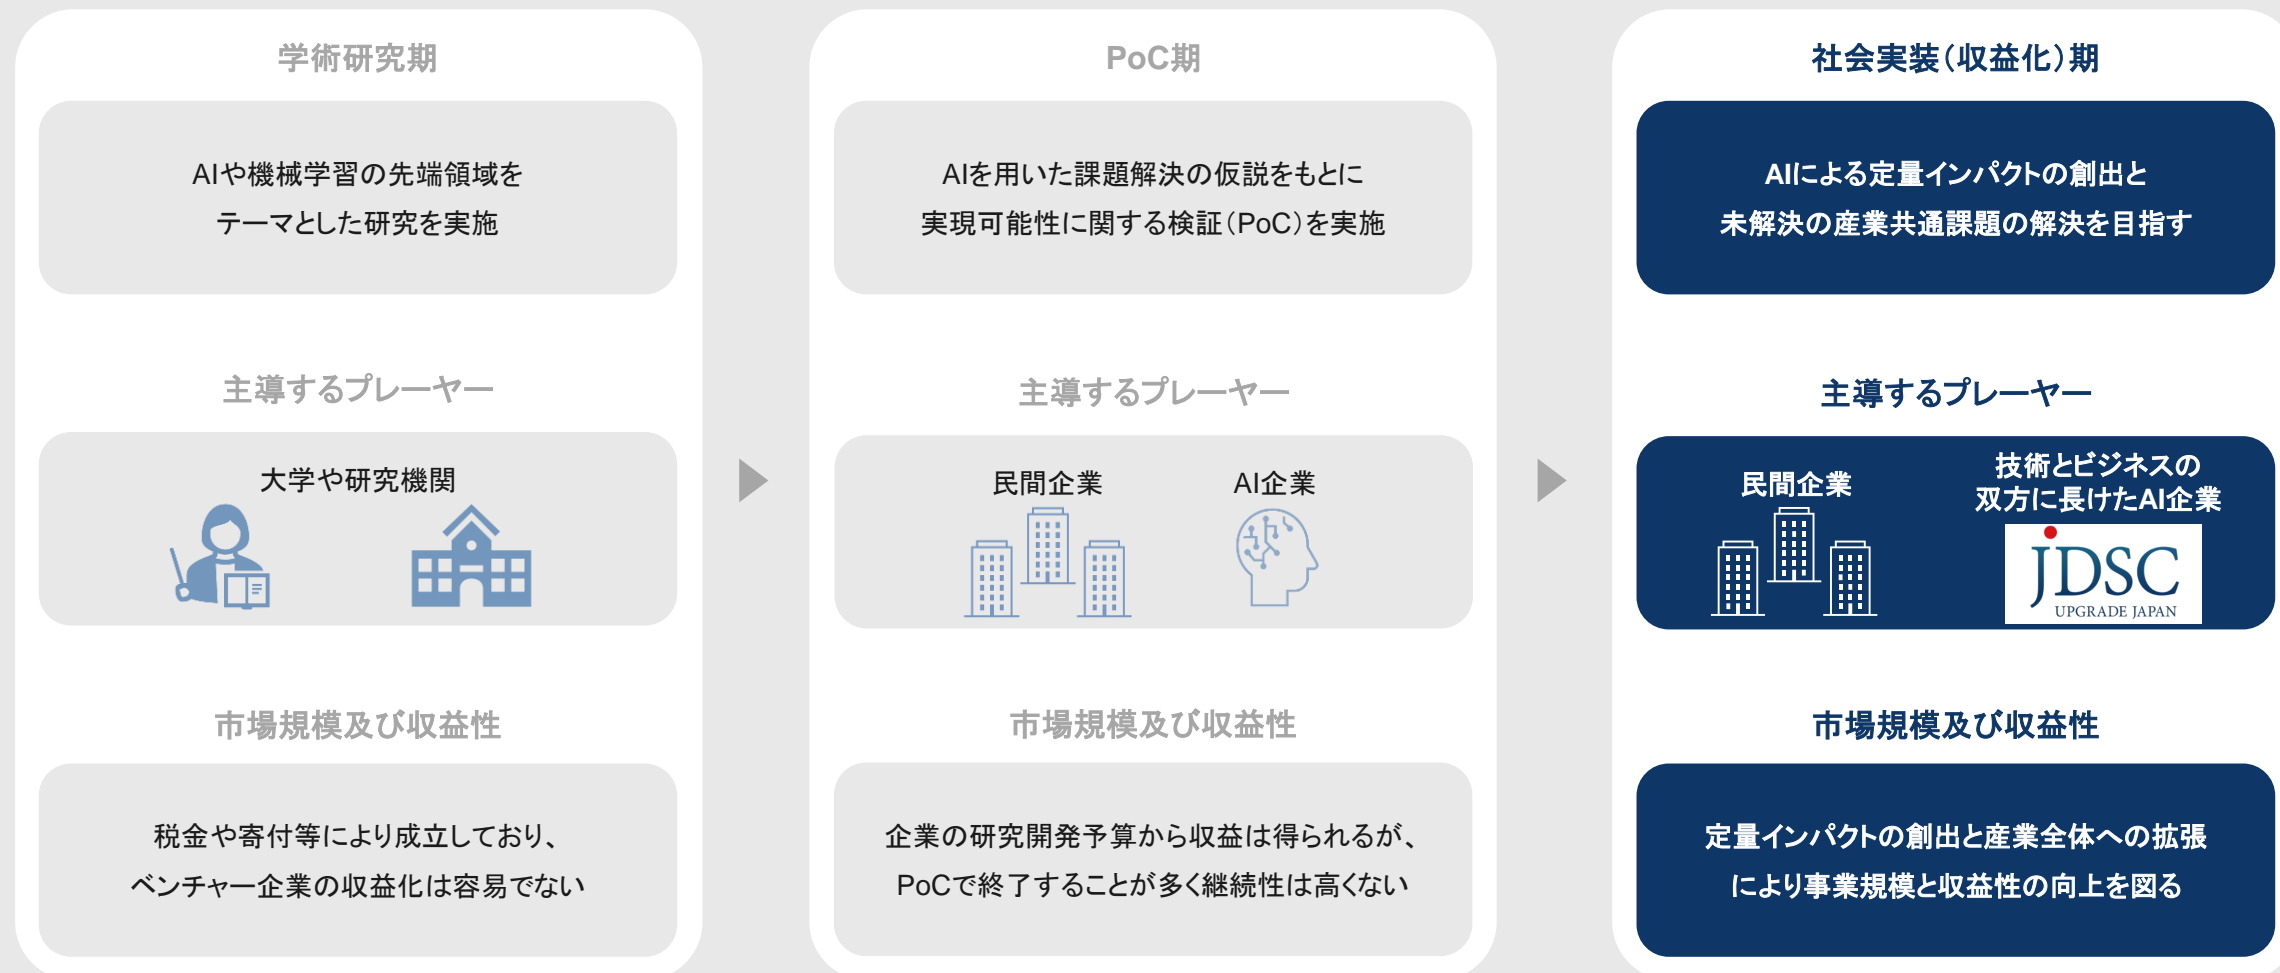 学術研究期
AIや機械学習の先端領域を
テーマとした研究を実施
主導するプレーヤー
大学や研究機関
市場規模及び収益性
税金や寄付等により成立しており、
ベンチャー企業の収益化は容易でない
PoC期
AIを用いた課題解決の仮説をもとに
実現可能性に関する検証（PoC）を実施
主導するプレーヤー
民間企業
AI企業
市場規模及び収益性
企業の研究開発予算から収益は得られるが、
PoCで終了することが多く継続性は高くない
社会実装（収益化）期
AIによる定量インパクトの創出と
未解決の産業共通課題の解決を目指す
主導するプレーヤー
民間企業
技術とビジネスの
双方に長けたAI企業
JDSC
UPGRADE JAPAN
市場規模及び収益性
定量インパクトの創出と産業全体への拡張
により事業規模と収益性の向上を図る